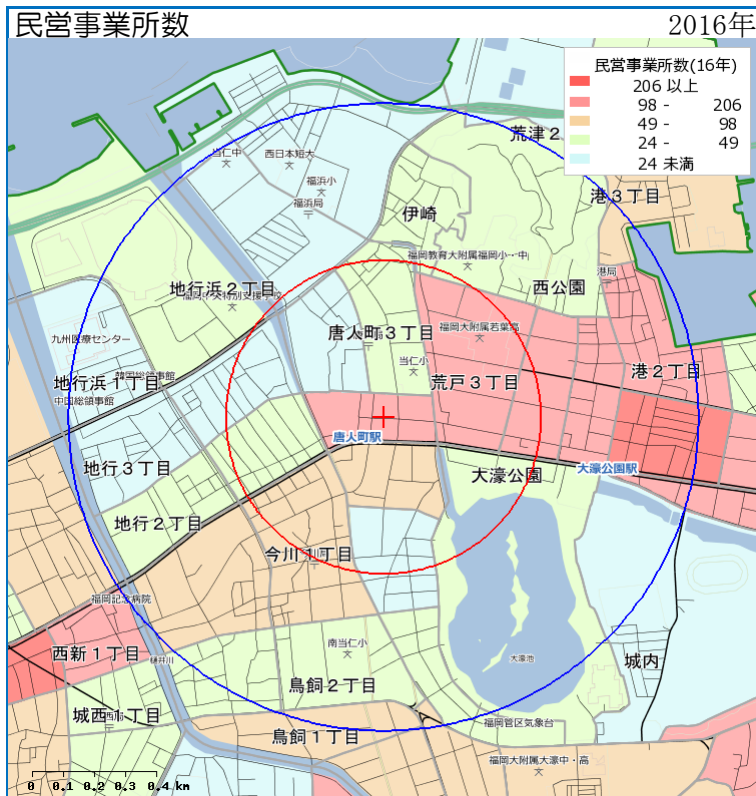 民営事業所数
2016年
民営事業所数(16年)
206 以上
98 - 206
49 - 98
24 - 49
24 未満
荒津2
当仁中
西日本短大
福浜小
福浜局
伊崎
港3丁目
福岡教育大附属福岡小・中
港局
西公園
地行浜2丁目
唐人町3丁目
福岡大附属若葉高
九州医療センター
当仁小
韓国総領事館
地行浜1丁目
荒戸3丁目
港2丁目
中国総領事館
唐人町駅
地行3丁目
大濠公園
大濠公園駅
地行2丁目
今川1丁目
福岡記念病院
西新1丁目
樋井川
南当仁小
大濠池
城内
鳥飼2丁目
城西1丁目
福岡管区気象台
鳥飼1丁目
福岡大附属大濠中・高
0 0.1 0.2 0.3 0.4 km